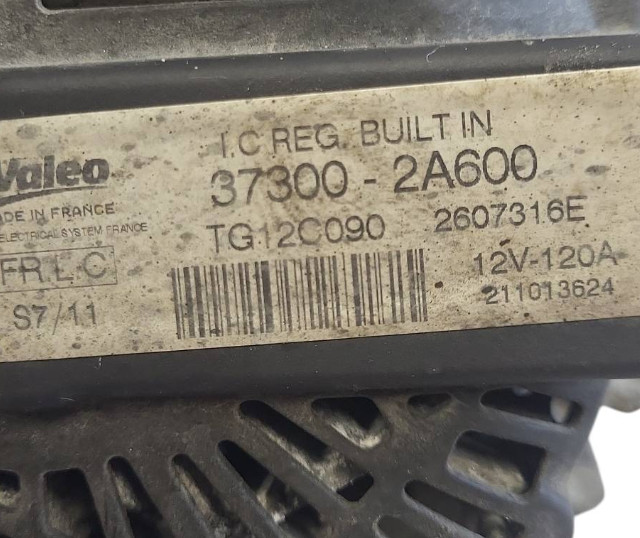 I.C REG. BUILT IN
Valeo
37300 - 2A600
MADE IN FRANCE
TG12C090 2607316E
ELECTRICAL SYSTEM FRANCE
FR L C
12V-120A
S7/11
211013624